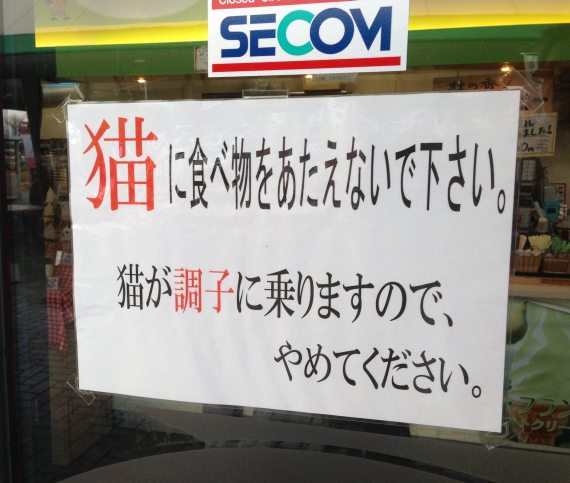 SECOM
猫に食べ物をあたえないで下さい。
猫が調子に乗りますので、
やめてください。